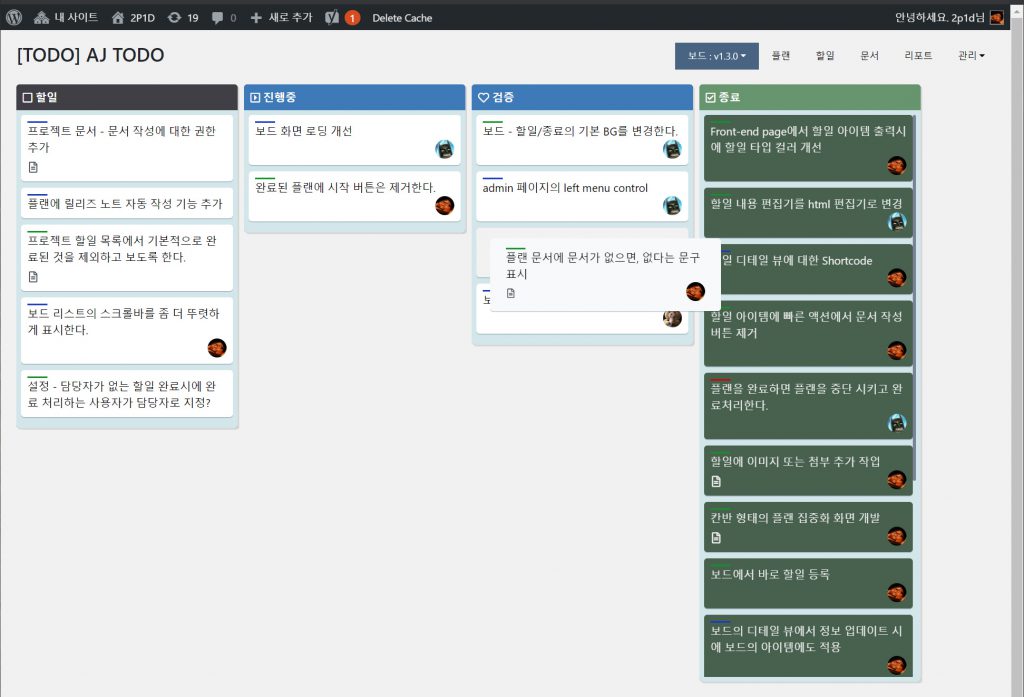 내 사이트 2P1D 19 0 새로 추가 1 Delete Cache 안녕하세요. 2p1d님
[TODO] AJ TODO
보드 : v1.3.0 플랜 할일 문서 리포트 관리
할일
프로젝트 문서 - 문서 작성에 대한 권한
추가
플랜에 릴리즈 노트 자동 작성 기능 추가
프로젝트 할일 목록에서 기본적으로 완
료된 것을 제외하고 보도록 한다.
보드 리스트의 스크롤바를 좀 더 뚜렷하
게 표시한다.
설정 - 담당자가 없는 할일 완료시에 완
료 처리하는 사용자가 담당자로 지정?
진행중
보드 화면 로딩 개선
완료된 플랜에 시작 버튼은 제거한다.
검증
보드 - 할일/종료의 기본 BG를 변경한다.
admin 페이지의 left menu control
플랜 문서에 문서가 없으면, 없다는 문구
표시
종료
Front-end page에서 할일 아이템 출력시
에 할일 타입 컬러 개선
할일 내용 편집기를 html 편집기로 변경
일 디테일 뷰에 대한 Shortcode
할일 아이템에 빠른 액션에서 문서 작성
버튼 제거
플랜을 완료하면 플랜을 중단 시키고 완
료처리한다.
할일에 이미지 또는 첨부 추가 작업
칸반 형태의 플랜 집중화 화면 개발
보드에서 바로 할일 등록
보드의 디테일 뷰에서 정보 업데이트 시
에 보드의 아이템에도 적용